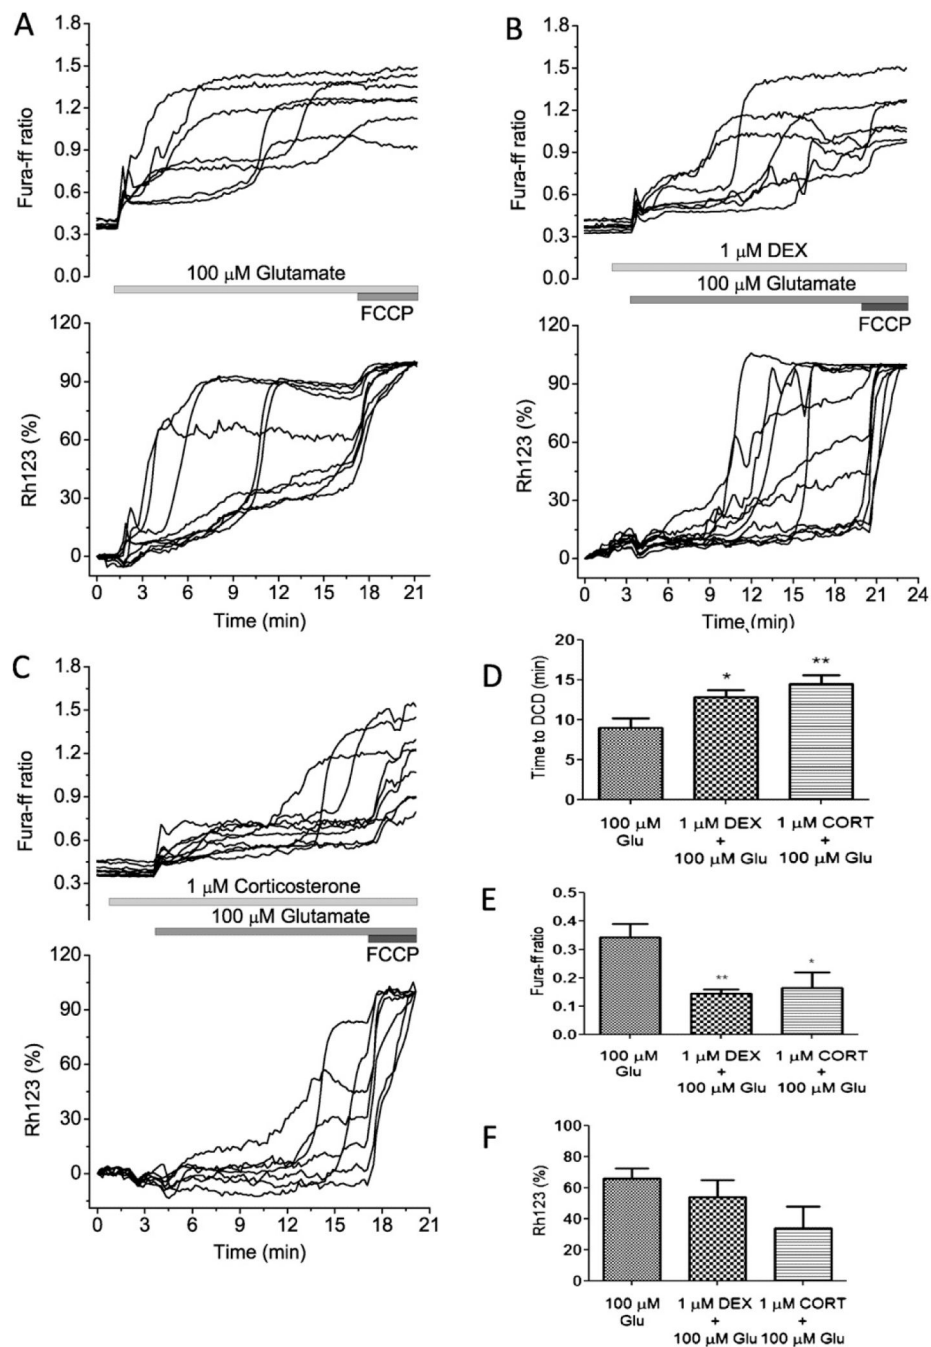 A
1.8
1.5
1.2
0.9
0.6
0.3
0.0
Fura-ff ratio
100 μM Glutamate
FCCP
120
90
60
30
0
Rh123 (%)
0 3 6 9 12 15 18 21
Time (min)
B
1.8
1.5
1.2
0.9
0.6
0.3
0.0
Fura-ff ratio
1 μM DEX
100 μM Glutamate
FCCP
120
90
60
30
0
Rh123 (%)
0 3 6 9 12 15 18 21 24
Time (min)
C
1.8
1.5
1.2
0.9
0.6
0.3
Fura-ff ratio
1 μM Corticosterone
100 μM Glutamate
FCCP
120
90
60
30
0
Rh123 (%)
0 3 6 9 12 15 18 21
Time (min)
D
20
15
10
5
0
Time to DCD (min)
*
**
100 μM
Glu
1 μM DEX
+
100 μM Glu
1 μM CORT
+
100 μM Glu
E
0.5
0.4
0.3
0.2
0.1
0.0
Fura-ff ratio
**
*
100 μM
Glu
1 μM DEX
+
100 μM Glu
1 μM CORT
+
100 μM Glu
F
100
80
60
40
20
0
Rh123 (%)
100 μM
Glu
1 μM DEX
+
100 μM Glu
1 μM CORT
+
100 μM Glu